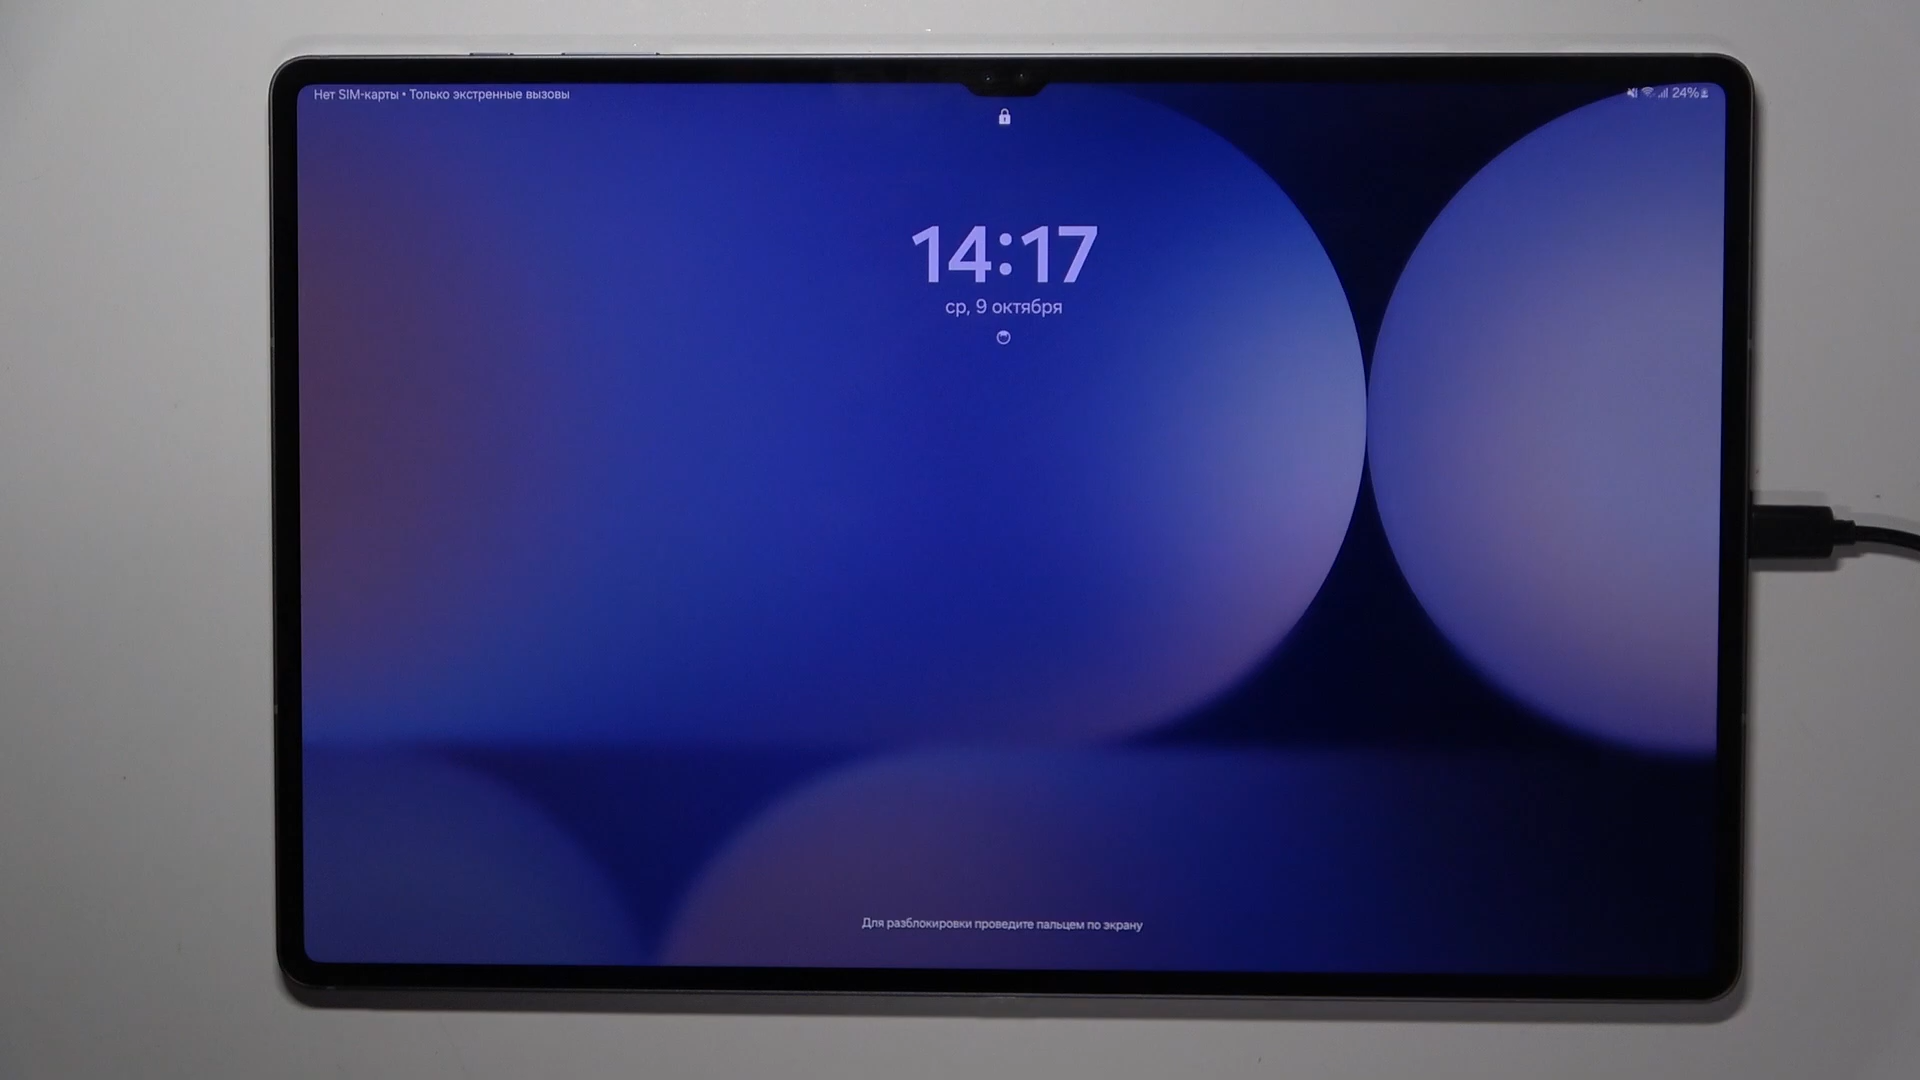 Нет SIM-карты • Только экстренные вызовы
24%
14:17
ср, 9 октября
Для разблокировки проведите пальцем по экрану